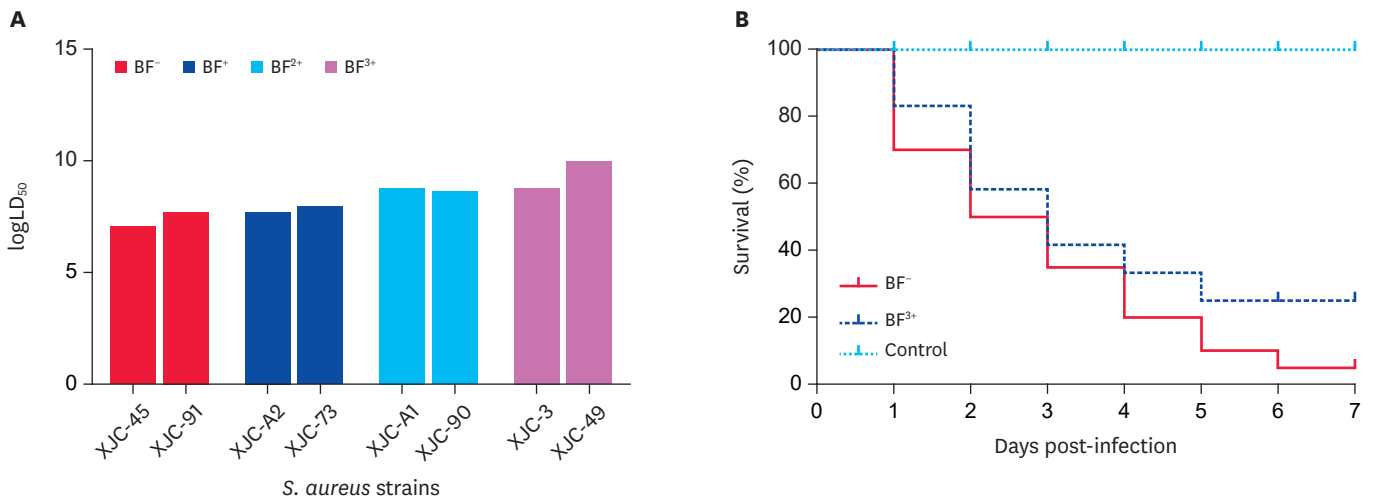 A
15
10
5
0
logLD₅₀
BF⁻ BF⁺ BF²⁺ BF³⁺
XJC-45 XJC-91 XJC-A2 XJC-73 XJC-A1 XJC-90 XJC-3 XJC-49
S. aureus strains
B
100
80
60
40
20
0
Survival (%)
BF⁻
BF³⁺
Control
0 1 2 3 4 5 6 7
Days post-infection